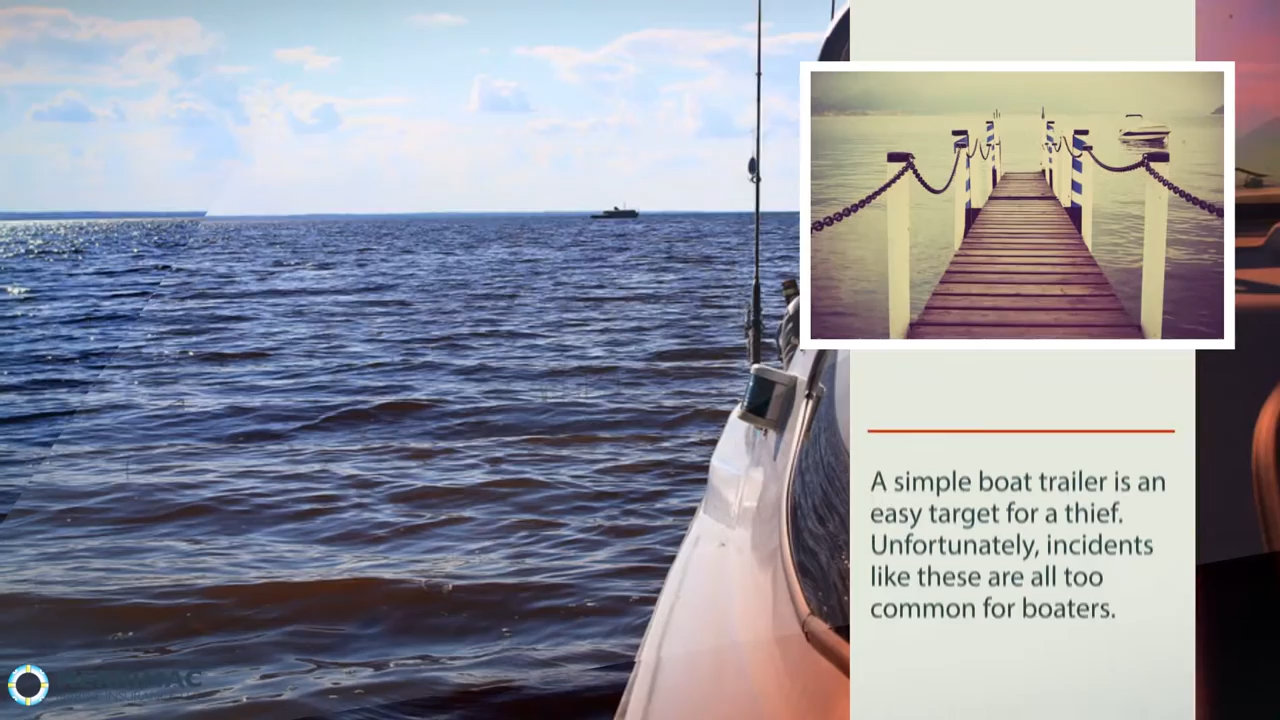 A simple boat trailer is an
easy target for a thief.
Unfortunately, incidents
like these are all too
common for boaters.